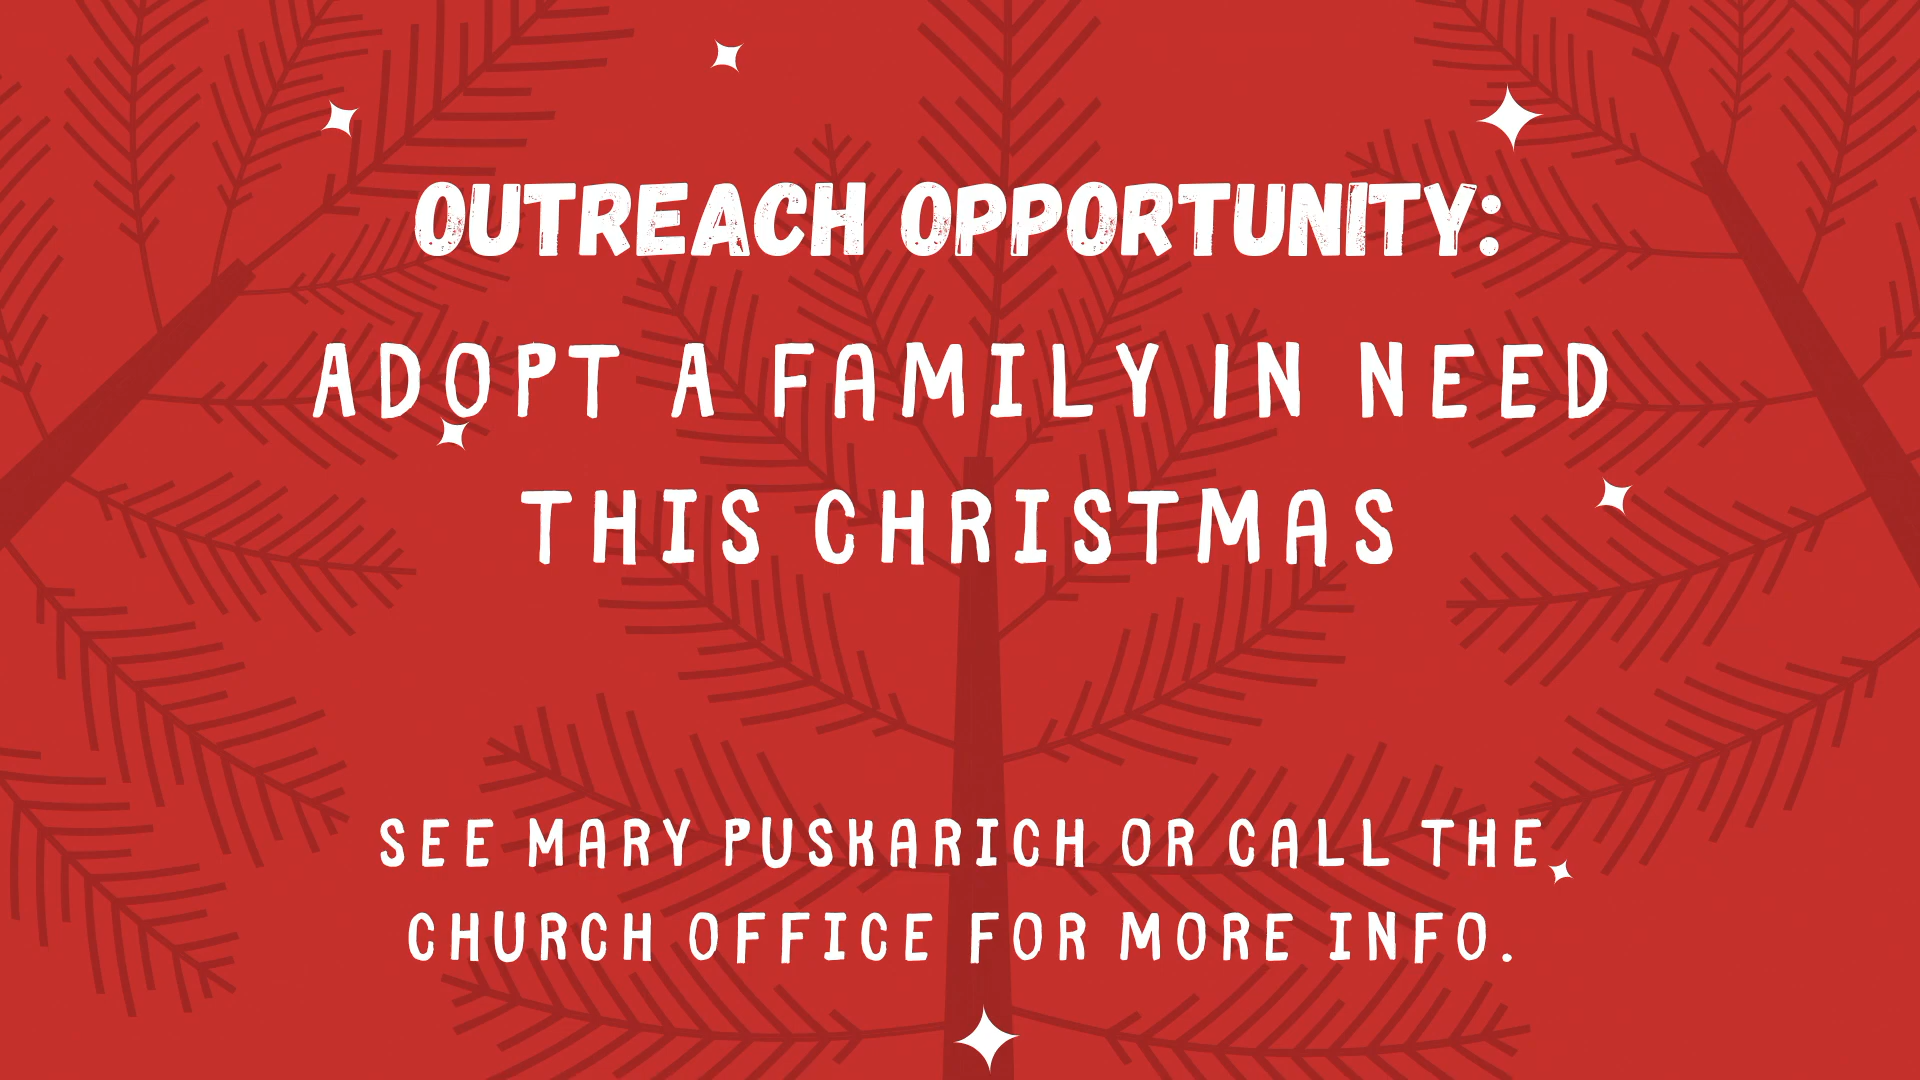 OUTREACH OPPORTUNITY:
ADOPT A FAMILY IN NEED
THIS CHRISTMAS
SEE MARY PUSKARICH OR CALL THE
CHURCH OFFICE FOR MORE INFO.